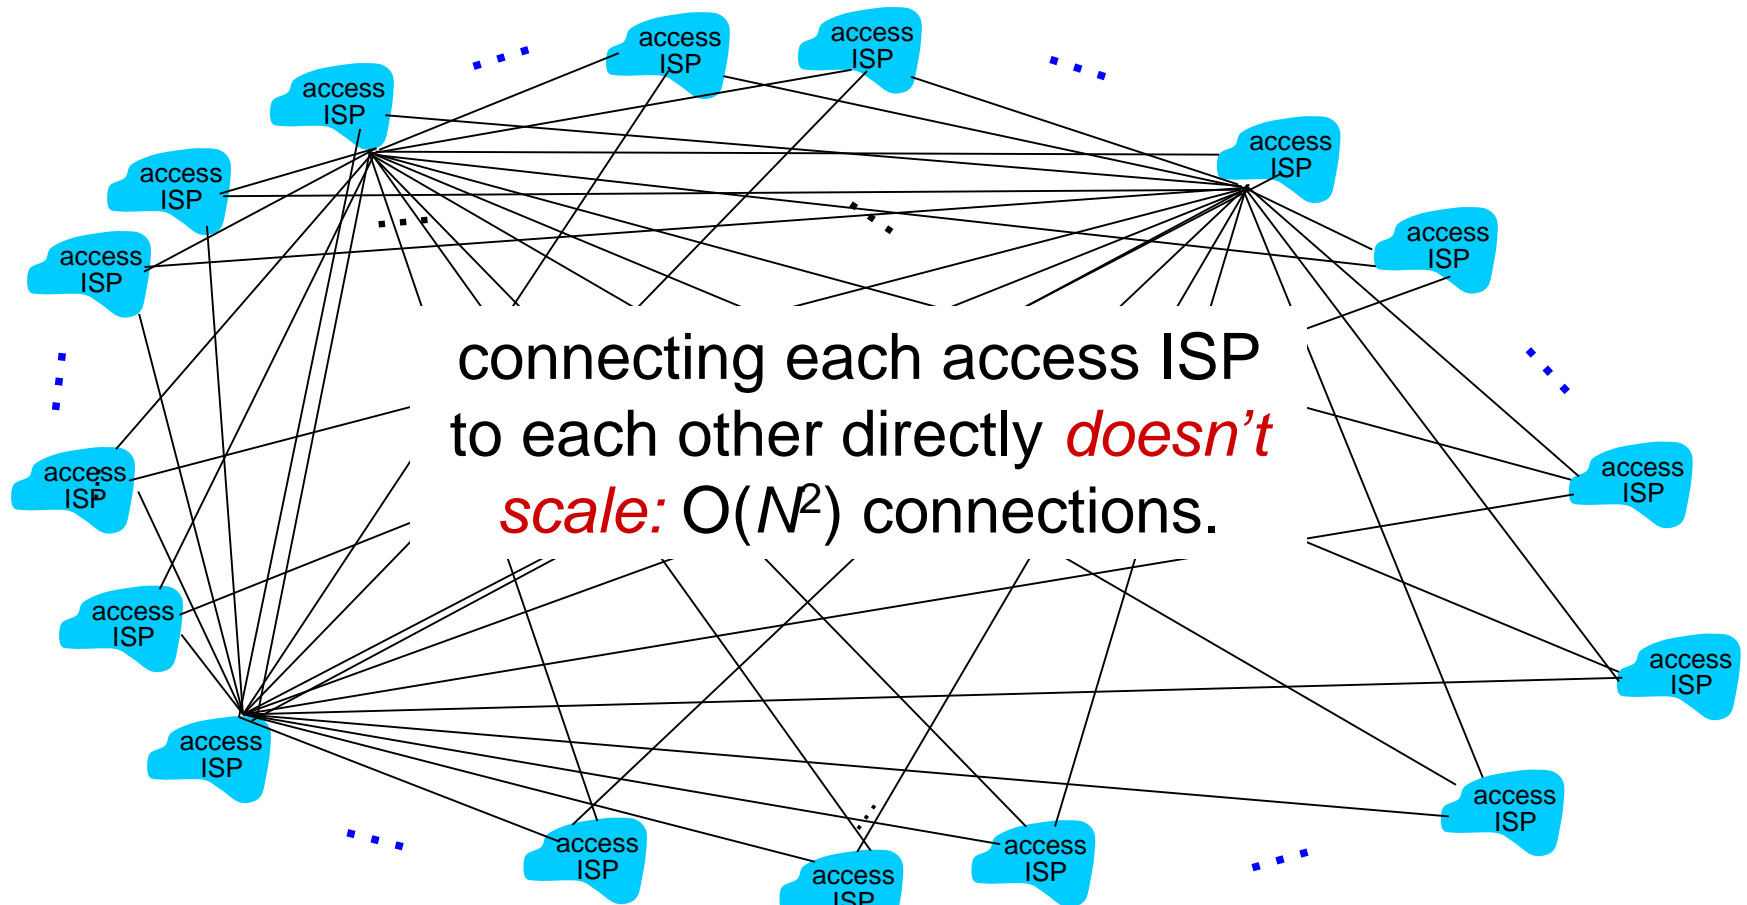 access
ISP
access
ISP
access
ISP
access
ISP
access
ISP
access
ISP
access
ISP
connecting each access ISP
to each other directly doesn’t
scale: O(N²) connections.
access
ISP
access
ISP
access
ISP
access
ISP
access
ISP
access
ISP
access
ISP
access
ISP
access
ISP